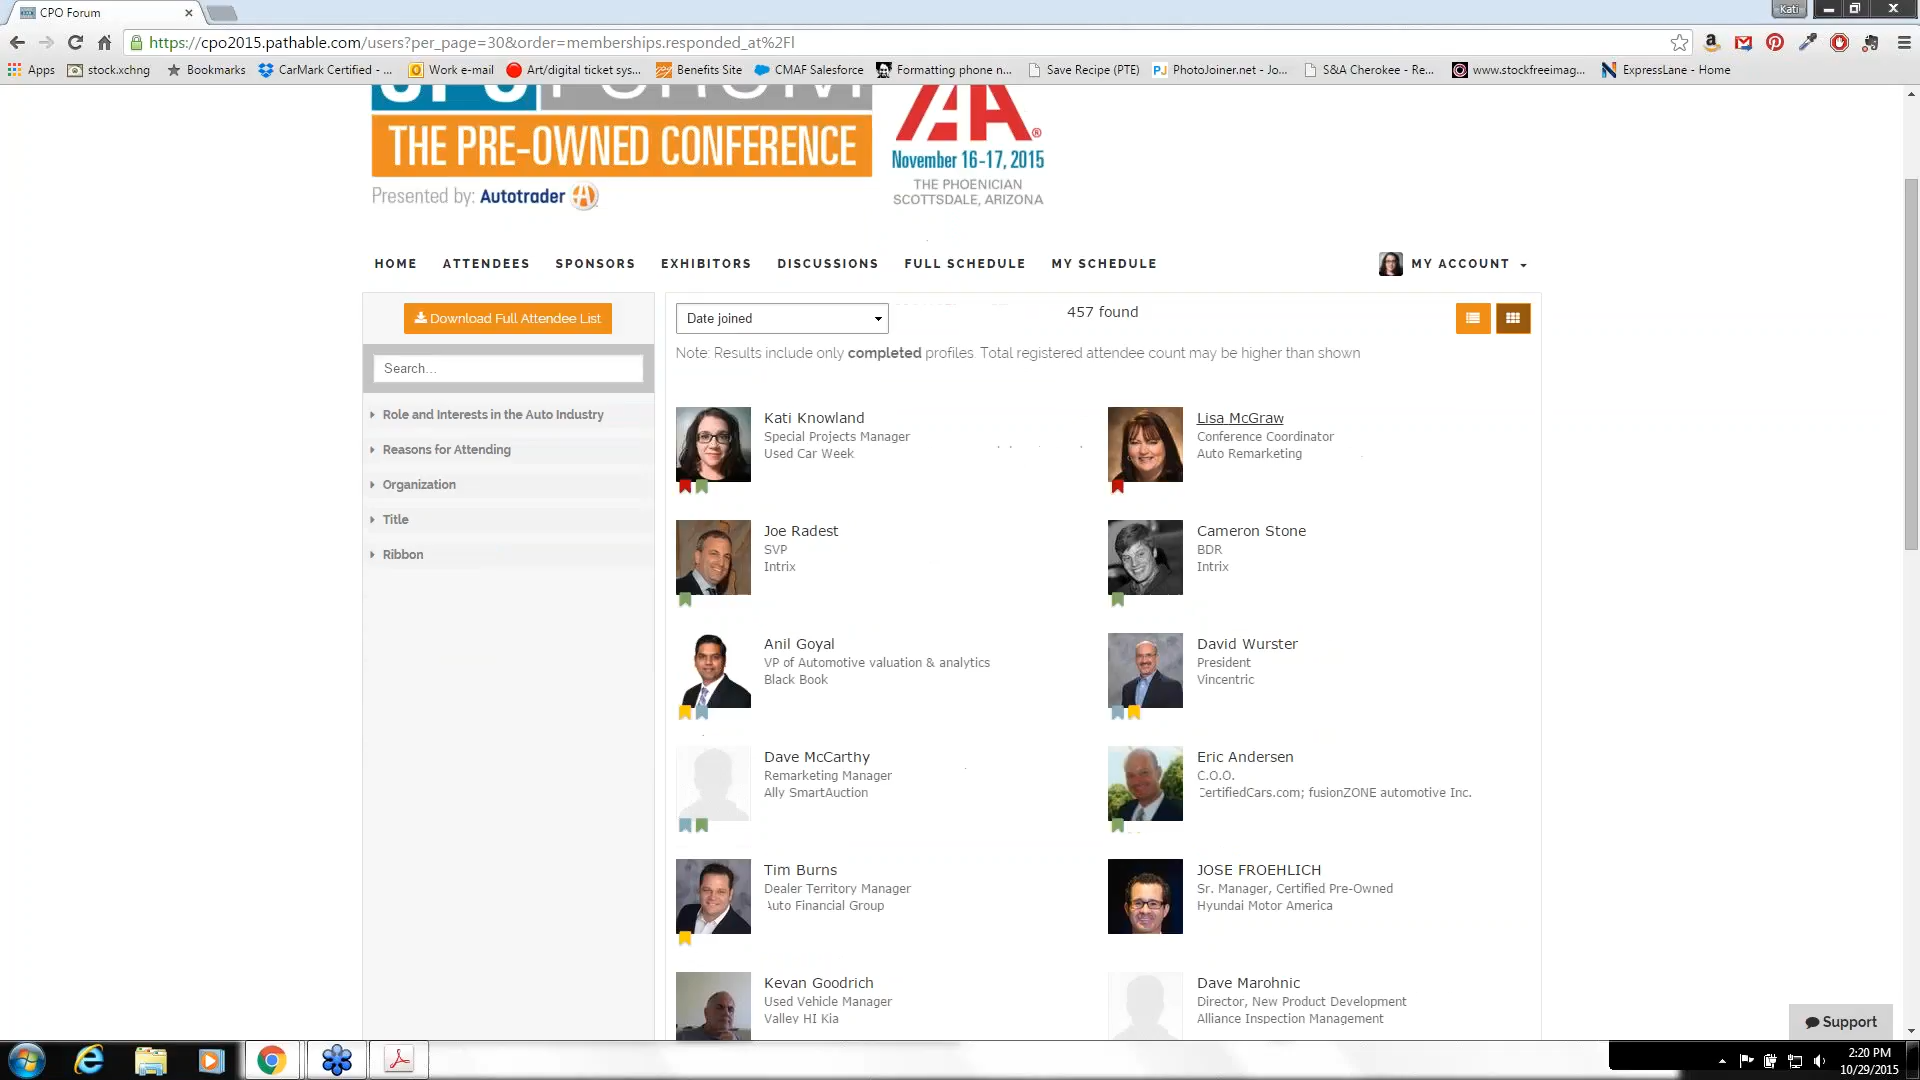 CPO Forum
Kati
https://cpo2015.pathable.com/users?per_page=30&order=memberships.responded_at%2Fl
Apps stock.xchng Bookmarks CarMark Certified - ... Work e-mail Art/digital ticket sys... Benefits Site CMAF Salesforce Formatting phone n... Save Recipe (PTE) PJ PhotoJoiner.net - Jo... S&A Cherokee - Re... www.stockfreeimag... ExpressLane - Home
CPO FORUM
THE PRE-OWNED CONFERENCE
Presented by: Autotrader
November 16-17, 2015
THE PHOENICIAN
SCOTTSDALE, ARIZONA
HOME ATTENDEES SPONSORS EXHIBITORS DISCUSSIONS FULL SCHEDULE MY SCHEDULE MY ACCOUNT
Download Full Attendee List
Search...
Role and Interests in the Auto Industry
Reasons for Attending
Organization
Title
Ribbon
Date joined
457 found
Note: Results include only completed profiles. Total registered attendee count may be higher than shown
Kati Knowland
Special Projects Manager
Used Car Week
Lisa McGraw
Conference Coordinator
Auto Remarketing
Joe Radest
SVP
Intrix
Cameron Stone
BDR
Intrix
Anil Goyal
VP of Automotive valuation & analytics
Black Book
David Wurster
President
Vincentric
Dave McCarthy
Remarketing Manager
Ally SmartAuction
Eric Andersen
C.O.O.
CertifiedCars.com; fusionZONE automotive Inc.
Tim Burns
Dealer Territory Manager
Auto Financial Group
JOSE FROEHLICH
Sr. Manager, Certified Pre-Owned
Hyundai Motor America
Kevan Goodrich
Used Vehicle Manager
Valley HI Kia
Dave Marohnic
Director, New Product Development
Alliance Inspection Management
Support
2:20 PM
10/29/2015